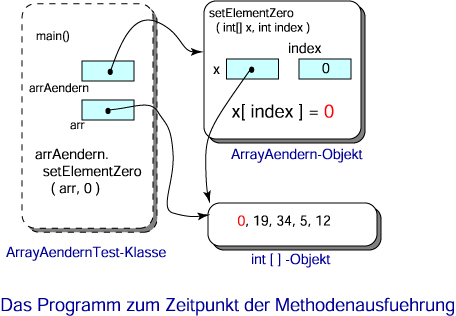 main()
arrAendern
arr
arrAendern.
setElementZero
( arr, 0 )
ArrayAendernTest-Klasse
setElementZero
( int[] x, int index )
index
x
0
x[ index ] = 0
ArrayAendern-Objekt
0, 19, 34, 5, 12
int [ ] -Objekt
Das Programm zum Zeitpunkt der Methodenausfuehrung